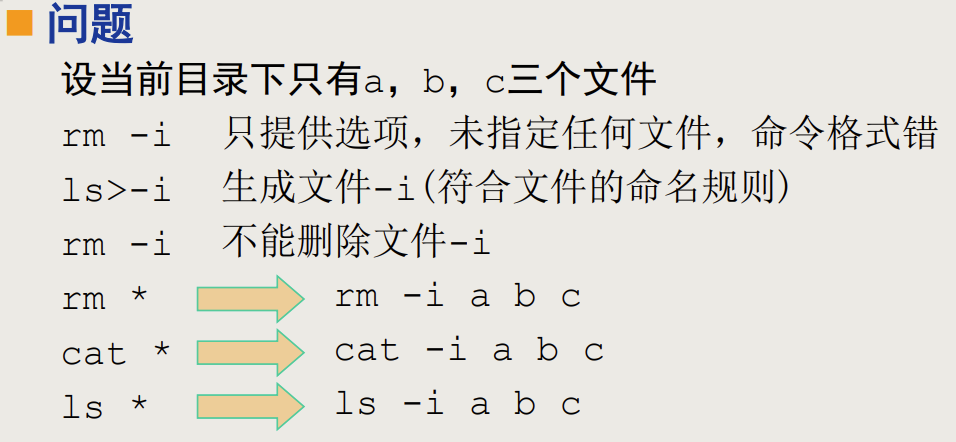 问题
设当前目录下只有a，b，c三个文件
rm -i 只提供选项，未指定任何文件，命令格式错
ls>-i 生成文件-i(符合文件的命名规则)
rm -i 不能删除文件-i
rm * rm -i a b c
cat * cat -i a b c
ls * ls -i a b c